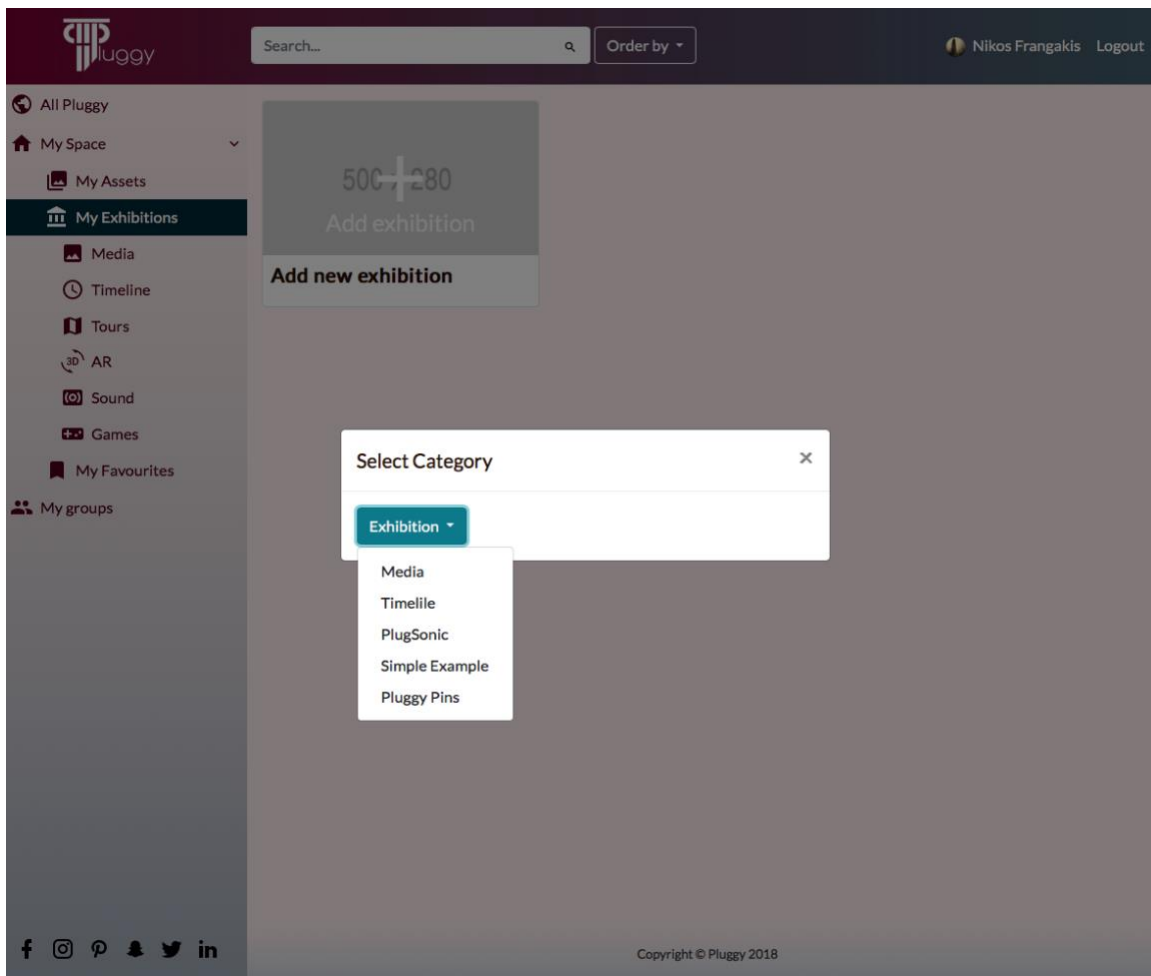 Pluggy
Search...
Order by
Nikos Frangakis Logout
All Pluggy
My Space
My Assets
My Exhibitions
Media
Timeline
Tours
3D AR
Sound
Games
My Favourites
My groups
500 280
Add exhibition
Add new exhibition
Select Category ×
Exhibition
Media
Timelile
PlugSonic
Simple Example
Pluggy Pins
Copyright © Pluggy 2018